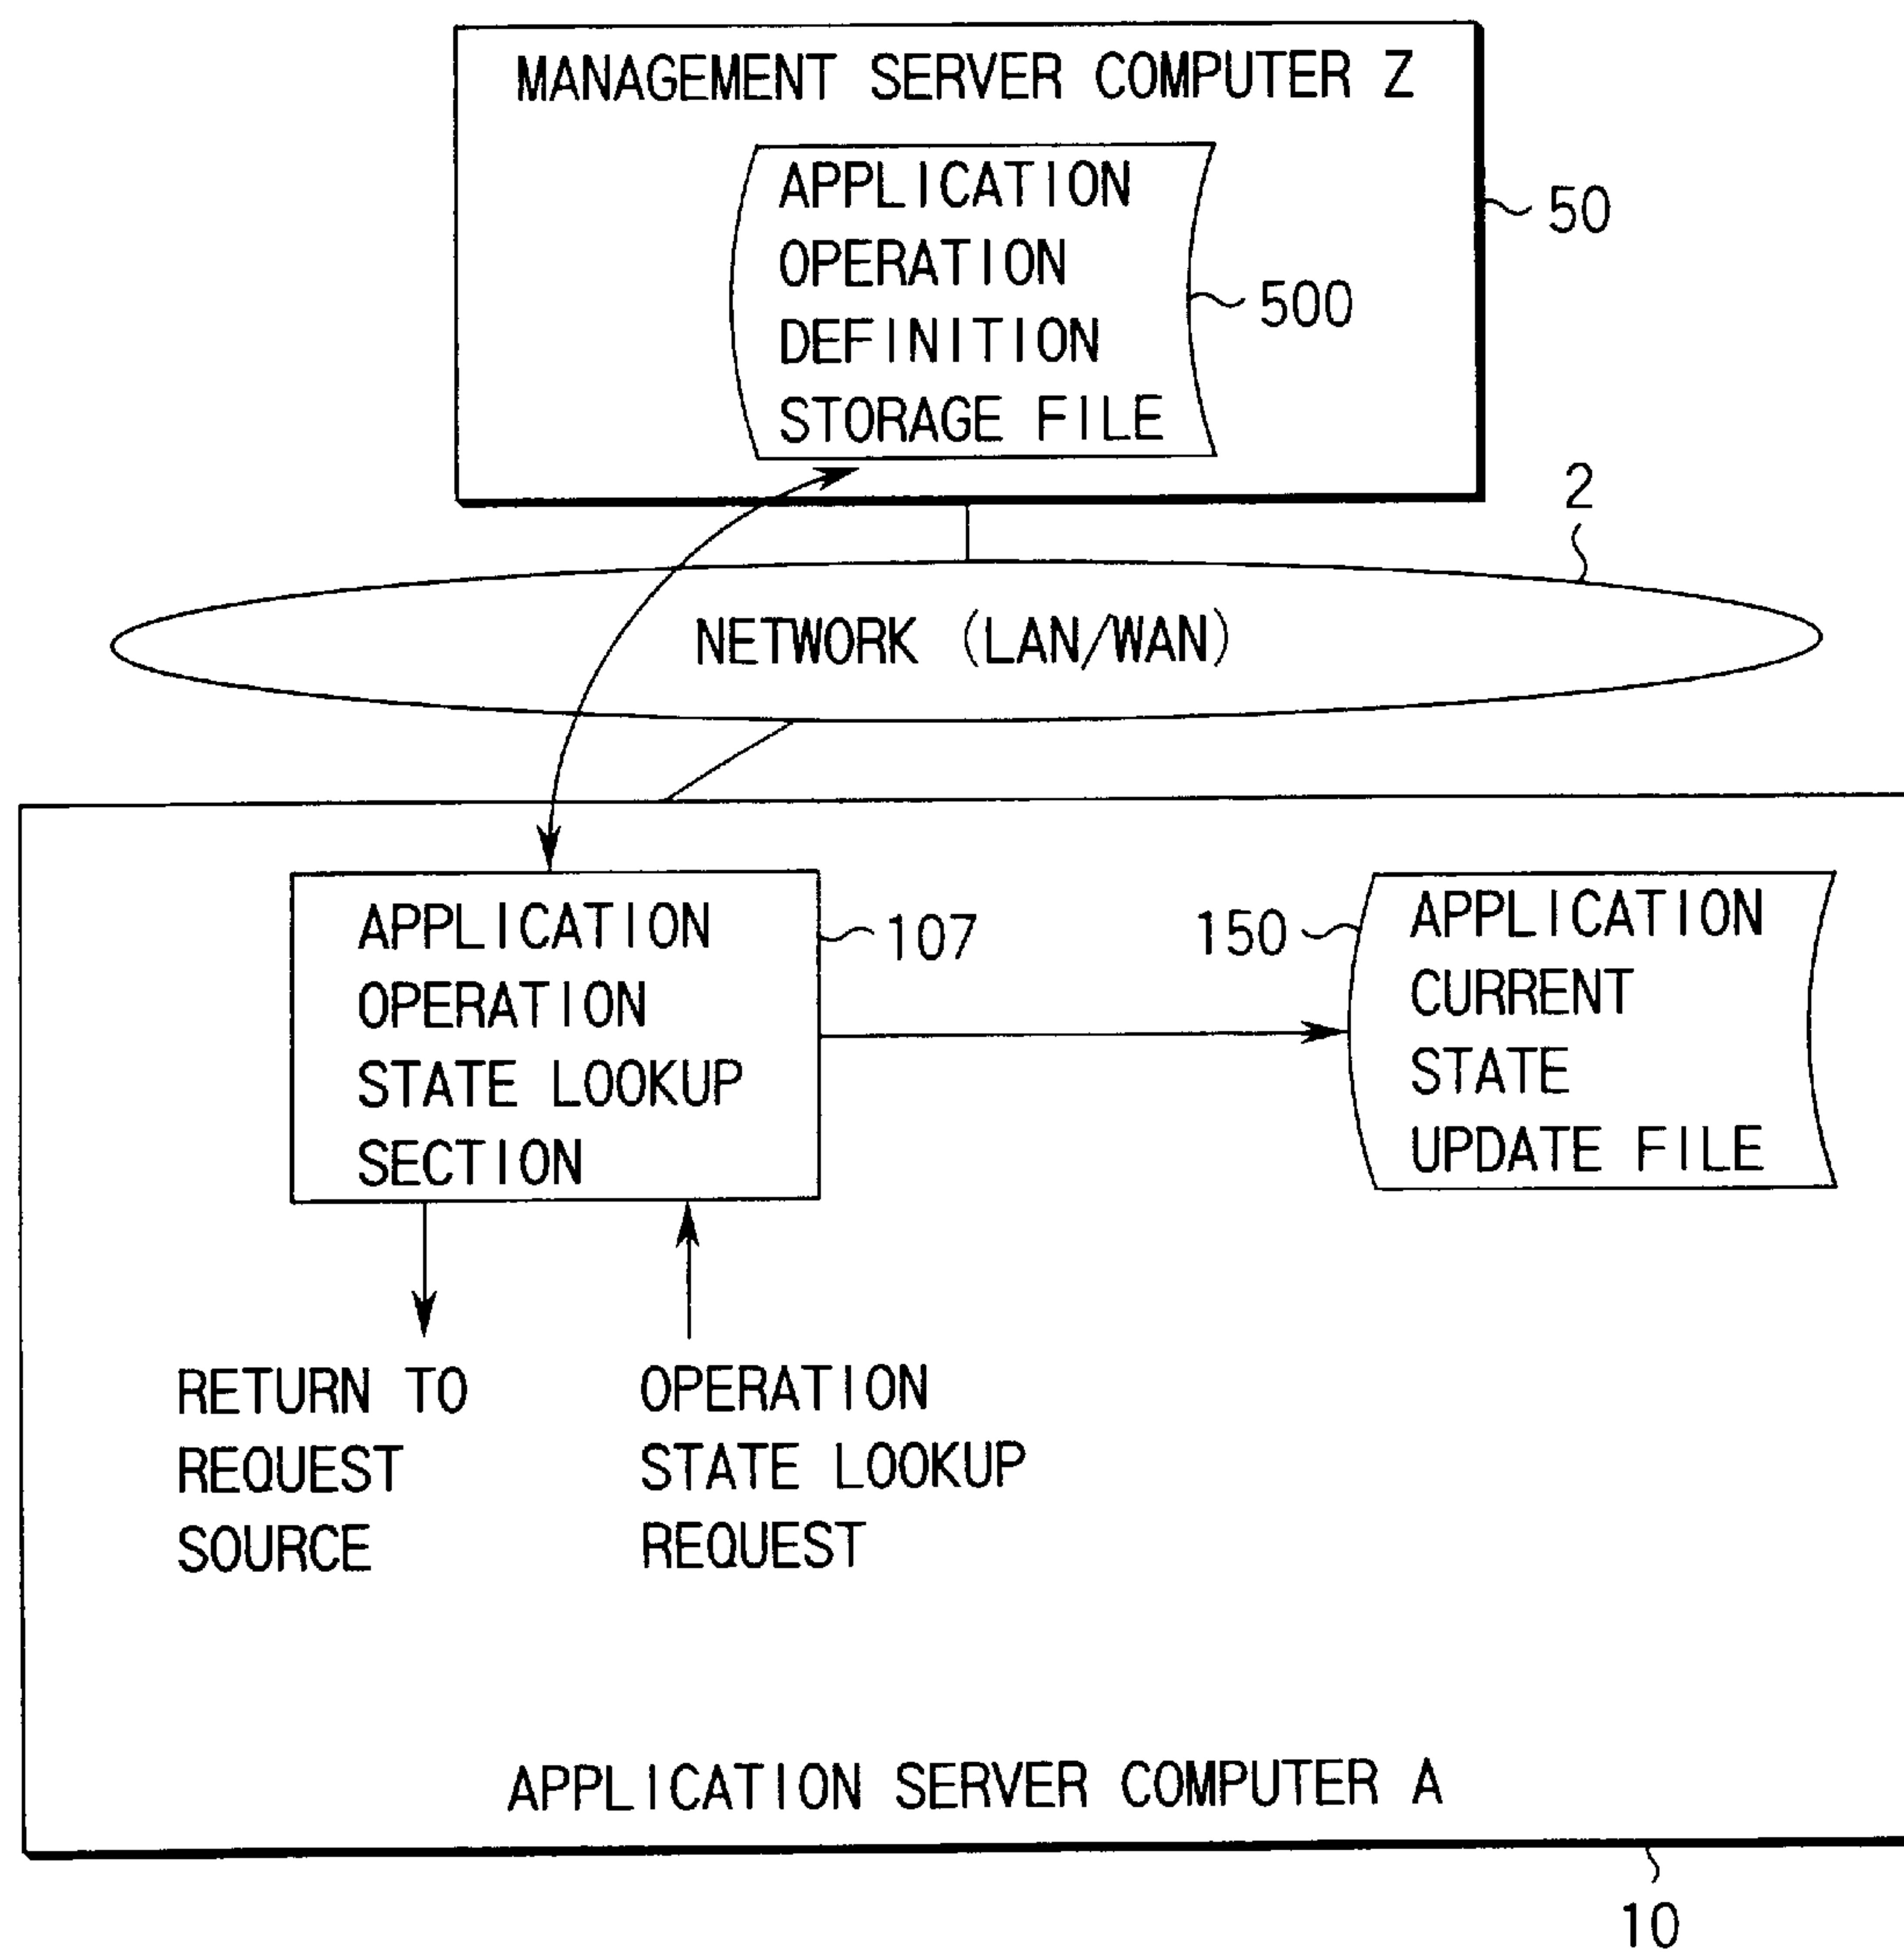 MANAGEMENT SERVER COMPUTER Z
APPLICATION
OPERATION
DEFINITION
STORAGE FILE
50
500
2
NETWORK (LAN/WAN)
APPLICATION
OPERATION
STATE LOOKUP
SECTION
107
150
APPLICATION
CURRENT
STATE
UPDATE FILE
RETURN TO
REQUEST
SOURCE
OPERATION
STATE LOOKUP
REQUEST
APPLICATION SERVER COMPUTER A
10